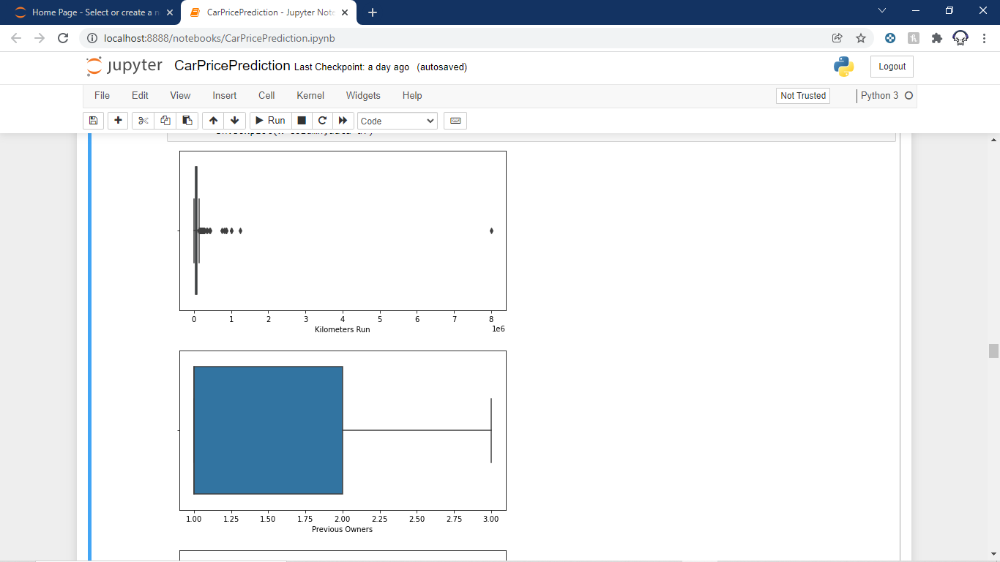 Home Page - Select or create a n
CarPricePrediction - Jupyter Note
localhost:8888/notebooks/CarPricePrediction.ipynb
jupyter CarPricePrediction Last Checkpoint: a day ago (autosaved)
Logout
File Edit View Insert Cell Kernel Widgets Help
Not Trusted
Python 3
Run
Code
0 1 2 3 4 5 6 7 8
Kilometers Run
1e6
1.00 1.25 1.50 1.75 2.00 2.25 2.50 2.75 3.00
Previous Owners